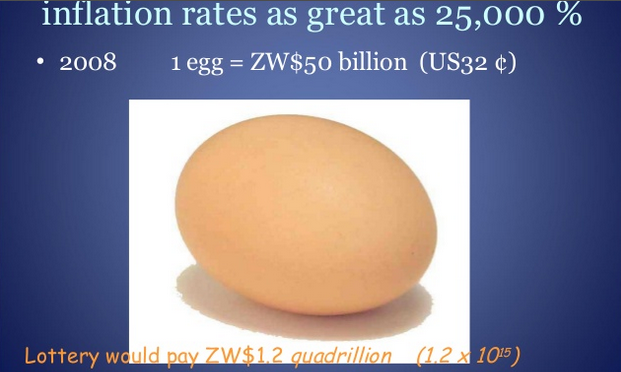 inflation rates as great as 25,000 %
• 2008 1 egg = ZW$50 billion (US32 ¢)
Lottery would pay ZW$1.2 quadrillion (1.2 x 10¹⁵)